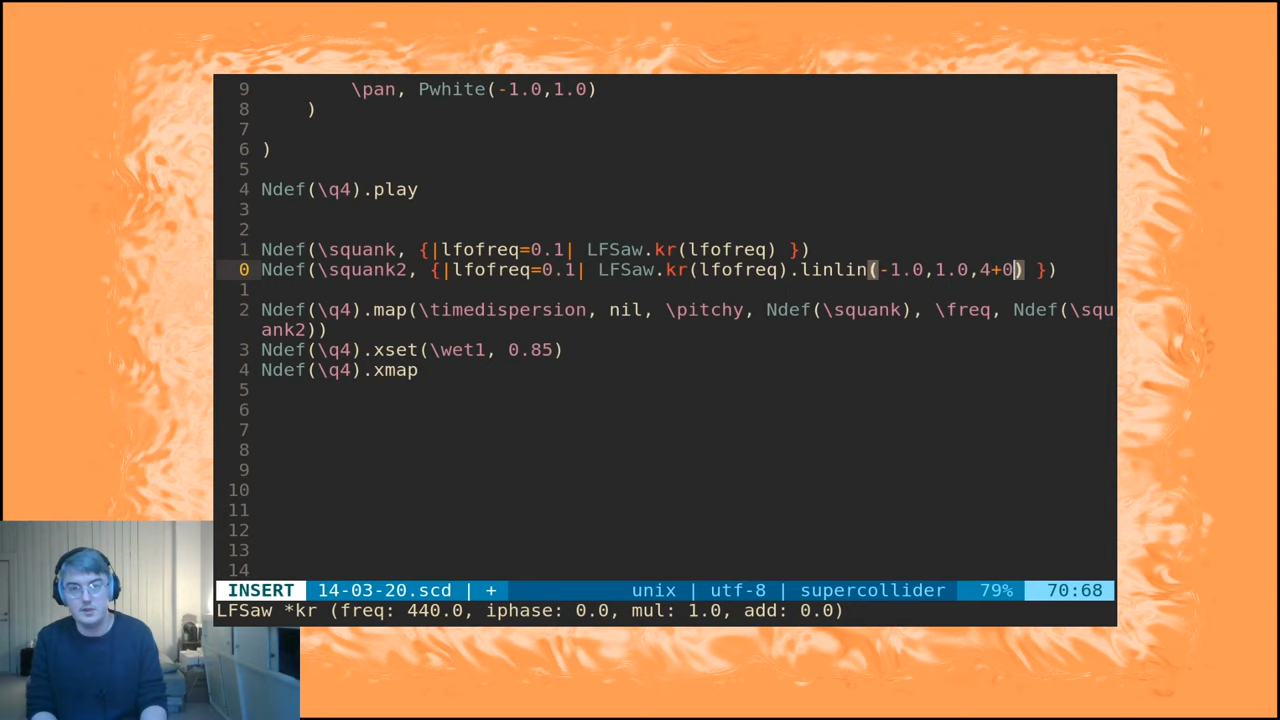 9 \pan, Pwhite(-1.0,1.0)
8 )
7
6 )
5
4 Ndef(\q4).play
3
2
1 Ndef(\squank, {|lfofreq=0.1| LFSaw.kr(lfofreq) })
0 Ndef(\squank2, {|lfofreq=0.1| LFSaw.kr(lfofreq).linlin(-1.0,1.0,4+0) })
1
2 Ndef(\q4).map(\timedispersion, nil, \pitchy, Ndef(\squank), \freq, Ndef(\squ
ank2))
3 Ndef(\q4).xset(\wet1, 0.85)
4 Ndef(\q4).xmap
5
6
7
8
9
10
11
12
13
14
INSERT 14-03-20.scd | + unix | utf-8 | supercollider 79% 70:68
LFSaw *kr (freq: 440.0, iphase: 0.0, mul: 1.0, add: 0.0)